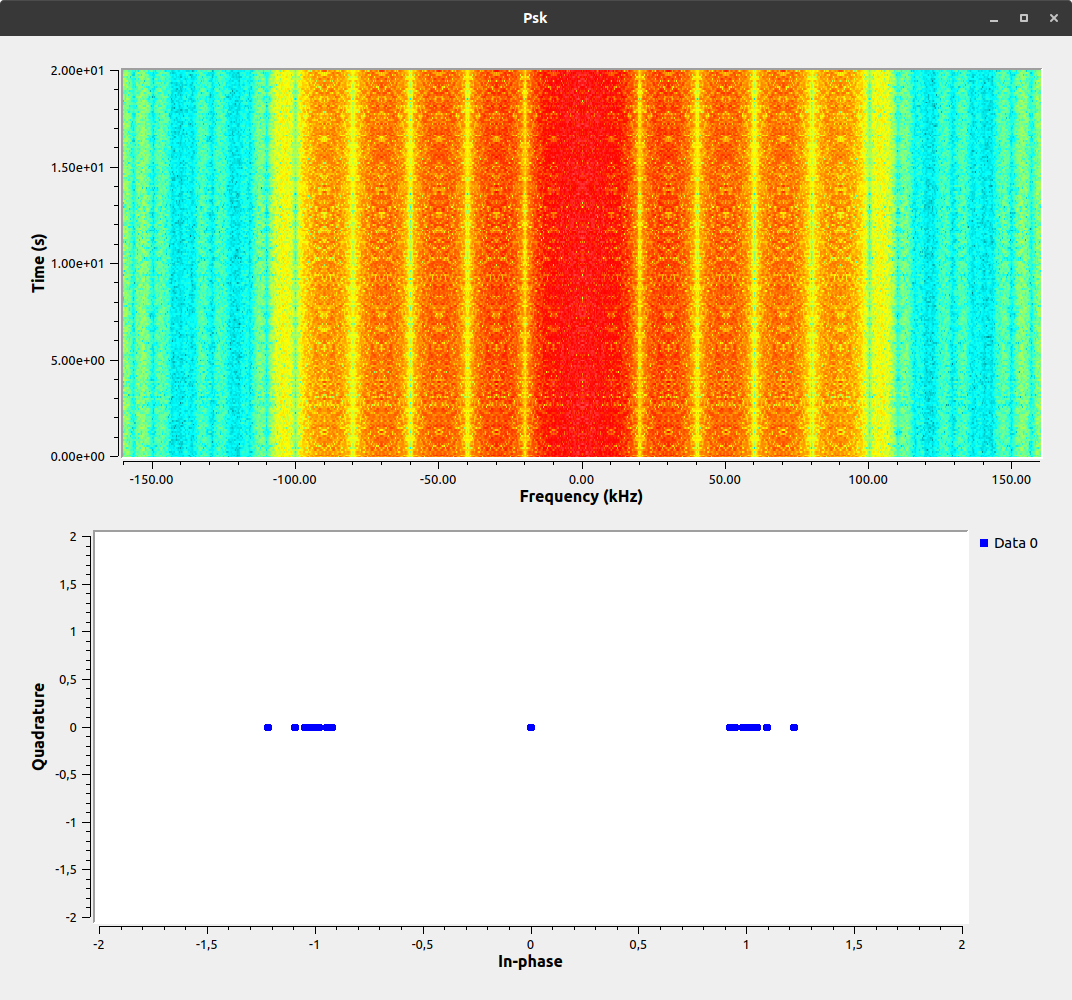 Psk
2.00e+01
1.50e+01
1.00e+01
5.00e+00
0.00e+00
Time (s)
-150.00 -100.00 -50.00 0.00 50.00 100.00 150.00
Frequency (kHz)
Data 0
2
1,5
1
0,5
0
-0,5
-1
-1,5
-2
Quadrature
-2 -1,5 -1 -0,5 0 0,5 1 1,5 2
In-phase